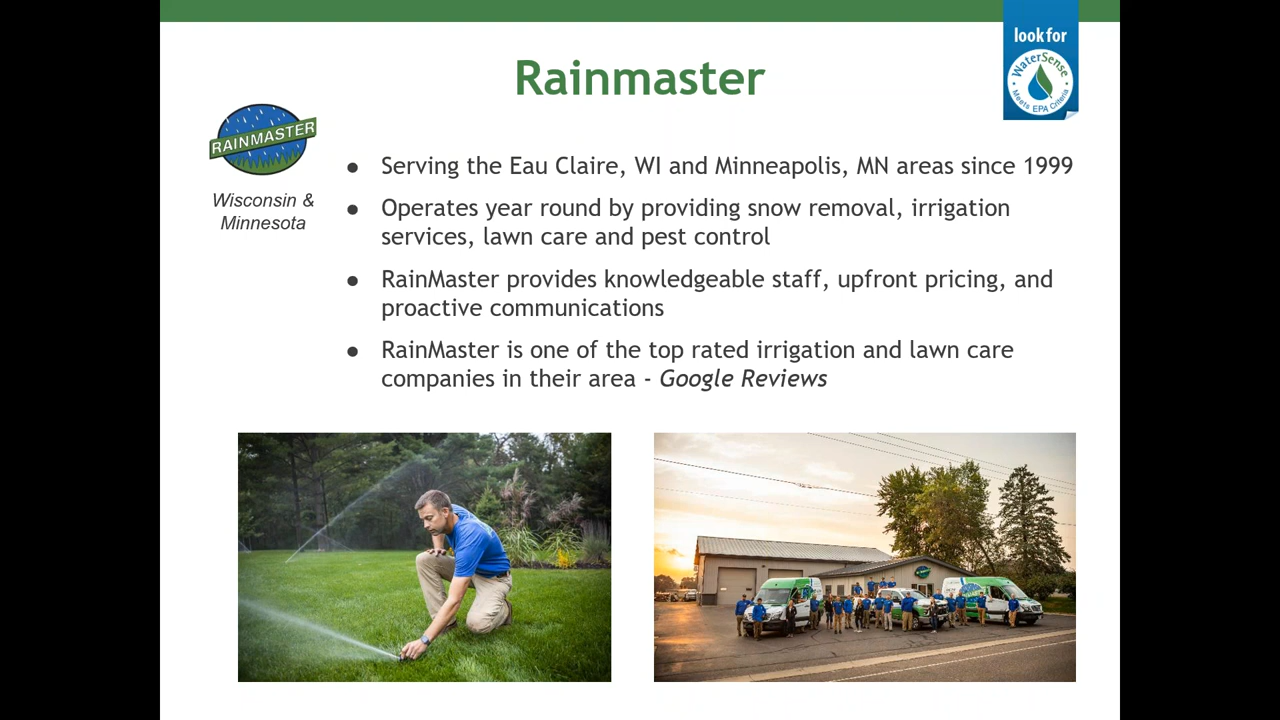 look for
WaterSense
Meets EPA Criteria
Rainmaster
RAINMASTER
Wisconsin &
Minnesota
● Serving the Eau Claire, WI and Minneapolis, MN areas since 1999
● Operates year round by providing snow removal, irrigation
services, lawn care and pest control
● RainMaster provides knowledgeable staff, upfront pricing, and
proactive communications
● RainMaster is one of the top rated irrigation and lawn care
companies in their area - Google Reviews